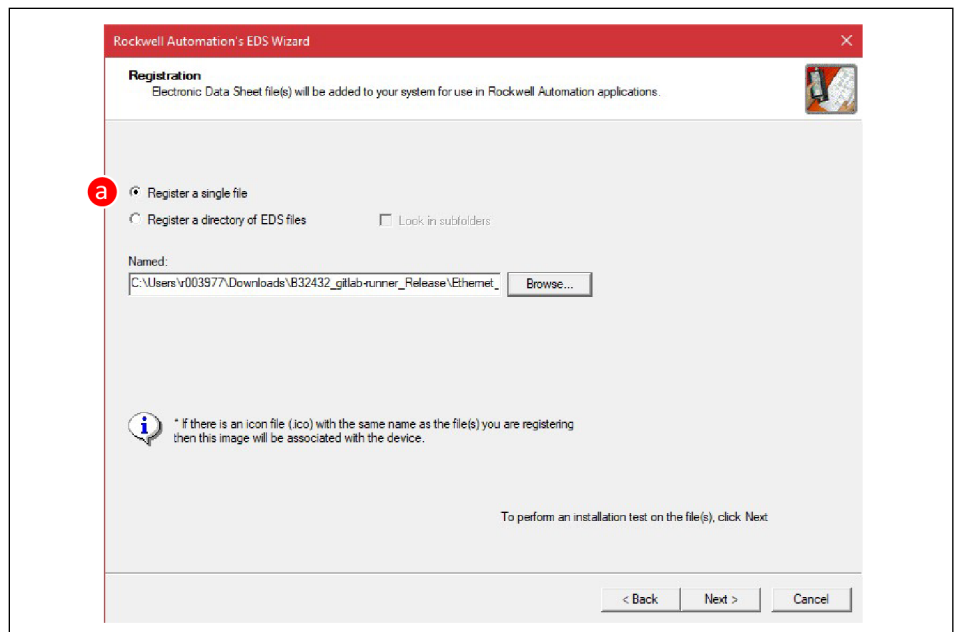 Rockwell Automation's EDS Wizard
Registration
Electronic Data Sheet file(s) will be added to your system for use in Rockwell Automation applications.
a
Register a single file
Register a directory of EDS files
Look in subfolders
Named:
C:\Users\r003977\Downloads\B32432_gitlab-runner_Release\Ethernet_
Browse...
* If there is an icon file (.ico) with the same name as the file(s) you are registering
then this image will be associated with the device.
To perform an installation test on the file(s), click Next
< Back
Next >
Cancel